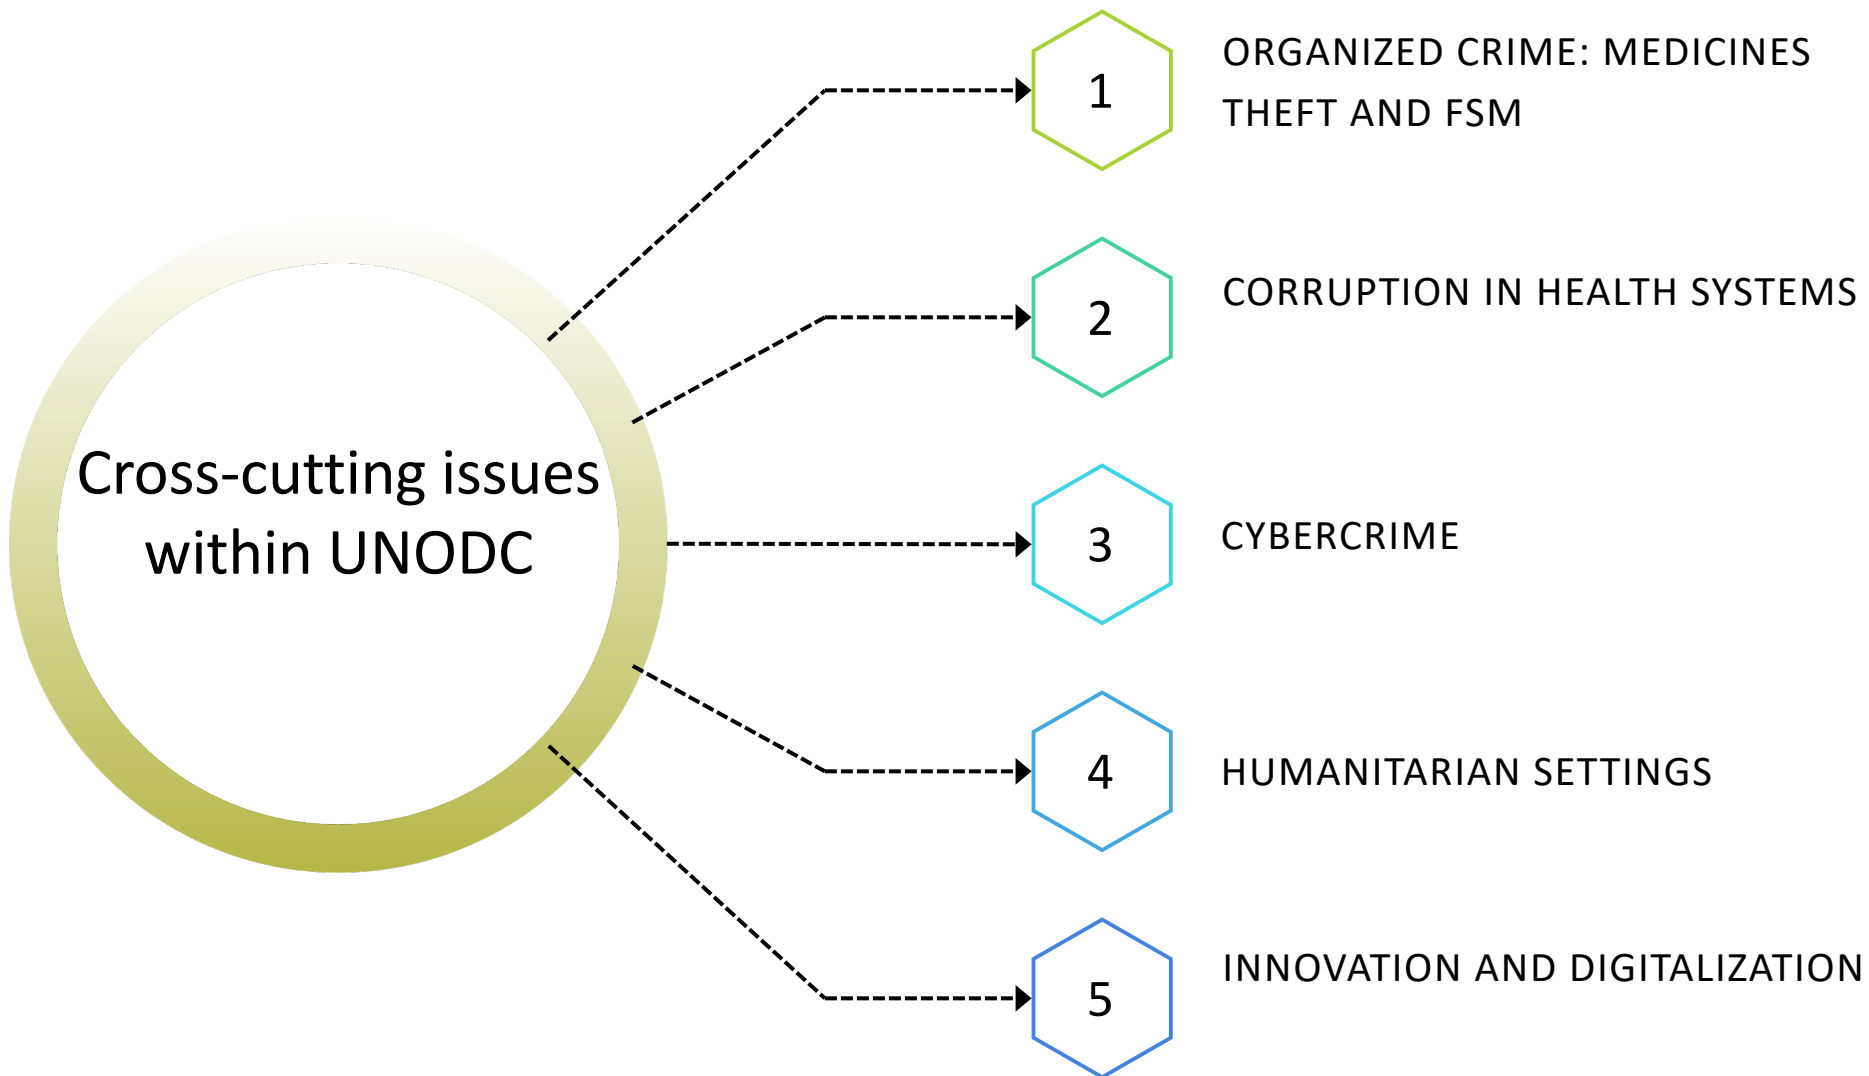 Cross-cutting issues
within UNODC
1
ORGANIZED CRIME: MEDICINES
THEFT AND FSM
2
CORRUPTION IN HEALTH SYSTEMS
3
CYBERCRIME
4
HUMANITARIAN SETTINGS
5
INNOVATION AND DIGITALIZATION